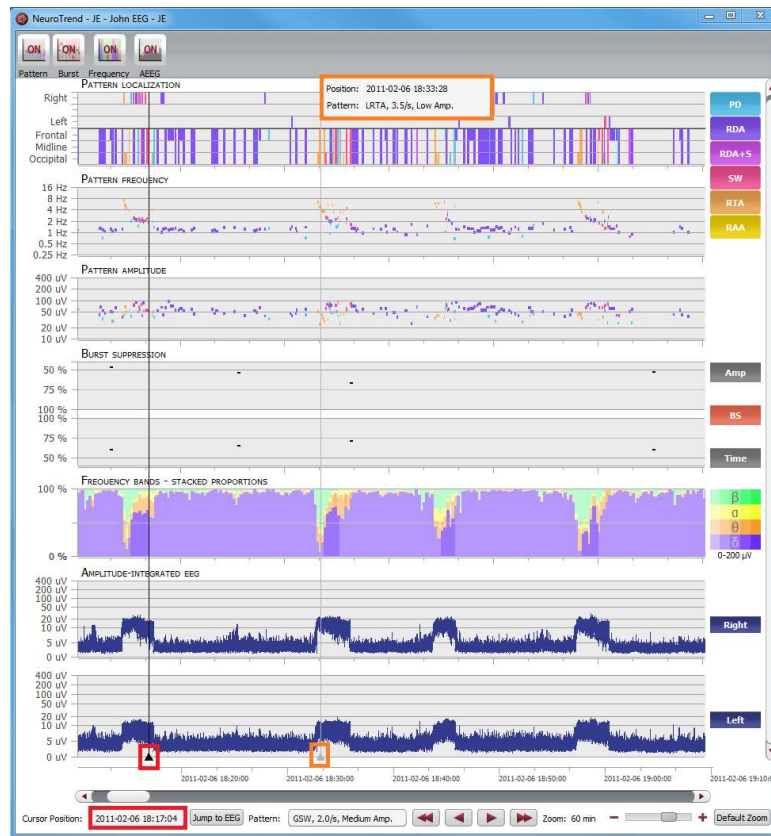 NeuroTrend - JE - John EEG - JE
ON ON ON ON
Pattern Burst Frequency AEEG
PATTERN LOCALIZATION
Position: 2011-02-06 18:33:28
Pattern: LRTA, 3.5/s, Low Amp.
Right
Left
Frontal
Midline
Occipital
PD
RDA
RDA+S
SW
RTA
RAA
PATTERN FREQUENCY
16 Hz
8 Hz
4 Hz
2 Hz
1 Hz
0.5 Hz
0.25 Hz
PATTERN AMPLITUDE
400 uV
200 uV
100 uV
50 uV
20 uV
10 uV
BURST SUPPRESSION
50 %
75 %
100 %
100 %
75 %
50 %
Amp
BS
Time
FREQUENCY BANDS - STACKED PROPORTIONS
100 %
0 %
β
α
θ
δ
0-200 µV
AMPLITUDE-INTEGRATED EEG
400 uV
200 uV
100 uV
50 uV
20 uV
10 uV
5 uV
0 uV
Right
400 uV
200 uV
100 uV
50 uV
20 uV
10 uV
5 uV
0 uV
Left
2011-02-06 18:20:00 2011-02-06 18:30:00 2011-02-06 18:40:00 2011-02-06 18:50:00 2011-02-06 19:00:00 2011-02-06 19:10:0
Cursor Position: 2011-02-06 18:17:04 Jump to EEG Pattern: GSW, 2.0/s, Medium Amp. Zoom: 60 min Default Zoom